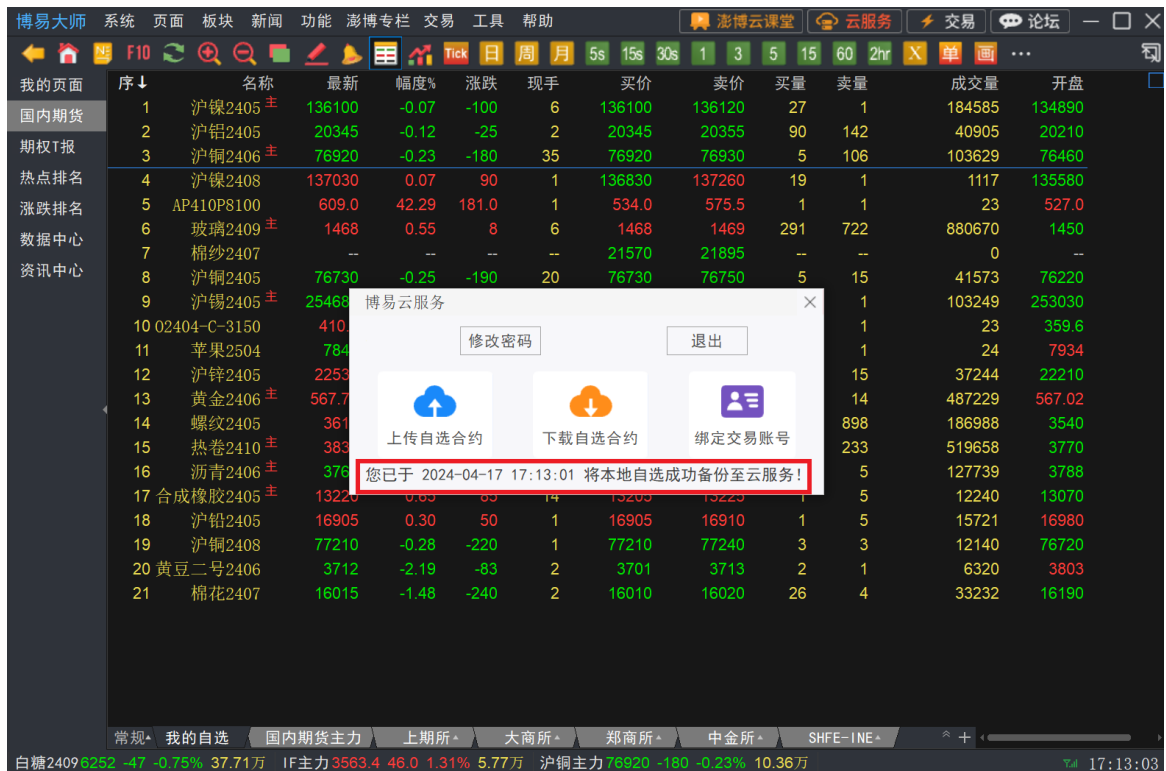 博易大师 系统 页面 板块 新闻 功能 澎博专栏 交易 工具 帮助 澎博云课堂 云服务 交易 论坛
F10 Tick 日 周 月 5s 15s 30s 1 3 5 15 60 2hr X 单 画 ···
我的页面
国内期货
期权T报
热点排名
涨跌排名
数据中心
资讯中心
序↓ 名称 最新 幅度% 涨跌 现手 买价 卖价 买量 卖量 成交量 开盘
1 沪镍2405 主 136100 -0.07 -100 6 136100 136120 27 1 184585 134890
2 沪铝2405 20345 -0.12 -25 2 20345 20355 90 142 40905 20210
3 沪铜2406 主 76920 -0.23 -180 35 76920 76930 5 106 103629 76460
4 沪镍2408 137030 0.07 90 1 136830 137260 19 1 1117 135580
5 AP410P8100 609.0 42.29 181.0 1 534.0 575.5 1 1 23 527.0
6 玻璃2409 主 1468 0.55 8 6 1468 1469 291 722 880670 1450
7 棉纱2407 -- -- -- -- 21570 21895 -- -- 0 --
8 沪铜2405 76730 -0.25 -190 20 76730 76750 5 15 41573 76220
9 沪锡2405 主 25468 1 103249 253030
10 02404-C-3150 410. 1 23 359.6
11 苹果2504 784 1 24 7934
12 沪锌2405 2253 15 37244 22210
13 黄金2406 主 567.7 14 487229 567.02
14 螺纹2405 361 898 186988 3540
15 热卷2410 主 383 233 519658 3770
16 沥青2406 主 376 5 127739 3788
17 合成橡胶2405 主 13220 0.65 85 14 13205 13225 1 5 12240 13070
18 沪铅2405 16905 0.30 50 1 16905 16910 1 5 15721 16980
19 沪铜2408 77210 -0.28 -220 1 77210 77240 3 3 12140 76720
20 黄豆二号2406 3712 -2.19 -83 2 3701 3713 2 1 6320 3803
21 棉花2407 16015 -1.48 -240 2 16010 16020 26 4 33232 16190
博易云服务
修改密码 退出
上传自选合约 下载自选合约 绑定交易账号
您已于 2024-04-17 17:13:01 将本地自选成功备份至云服务!
常规 我的自选 国内期货主力 上期所 大商所 郑商所 中金所 SHFE-INE
白糖2409 6252 -47 -0.75% 37.71万 IF主力 3563.4 46.0 1.31% 5.77万 沪铜主力 76920 -180 -0.23% 10.36万 17:13:03